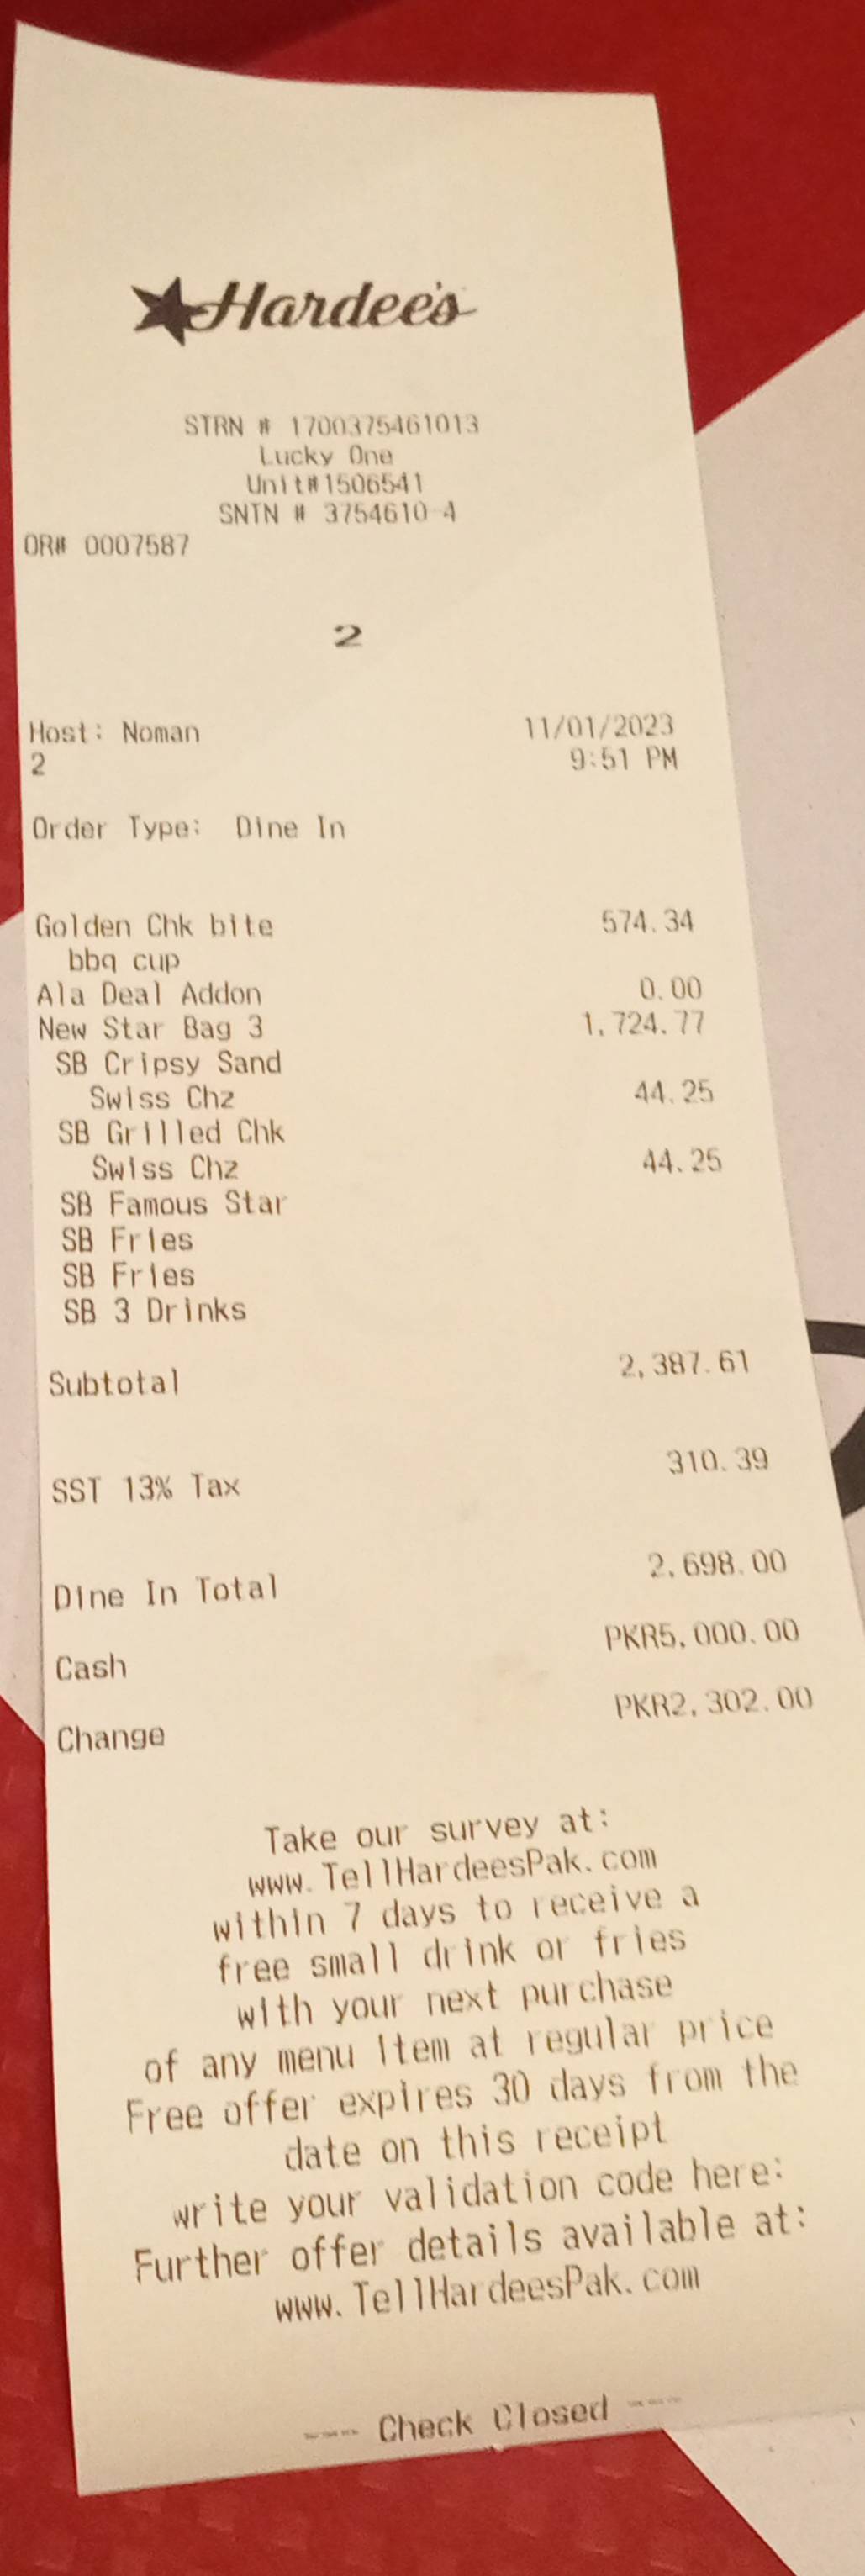 Hardee's
STRN # 1700375461013
Lucky One
Unit#1506541
SNTN # 3754610-4
OR# 0007587
2
Host: Noman 11/01/2023
2 9:51 PM
Order Type: Dine In
Golden Chk bite 574.34
bbq cup
Ala Deal Addon 0.00
New Star Bag 3 1,724.77
SB Cripsy Sand
Swiss Chz 44.25
SB Grilled Chk
Swiss Chz 44.25
SB Famous Star
SB Fries
SB Fries
SB 3 Drinks
Subtotal 2,387.61
SST 13% Tax 310.39
Dine In Total 2,698.00
Cash PKR5,000.00
Change PKR2,302.00
Take our survey at:
www.TellHardeesPak.com
within 7 days to receive a
free small drink or fries
with your next purchase
of any menu item at regular price
Free offer expires 30 days from the
date on this receipt
write your validation code here:
Further offer details available at:
www.TellHardeesPak.com
--- Check Closed ---